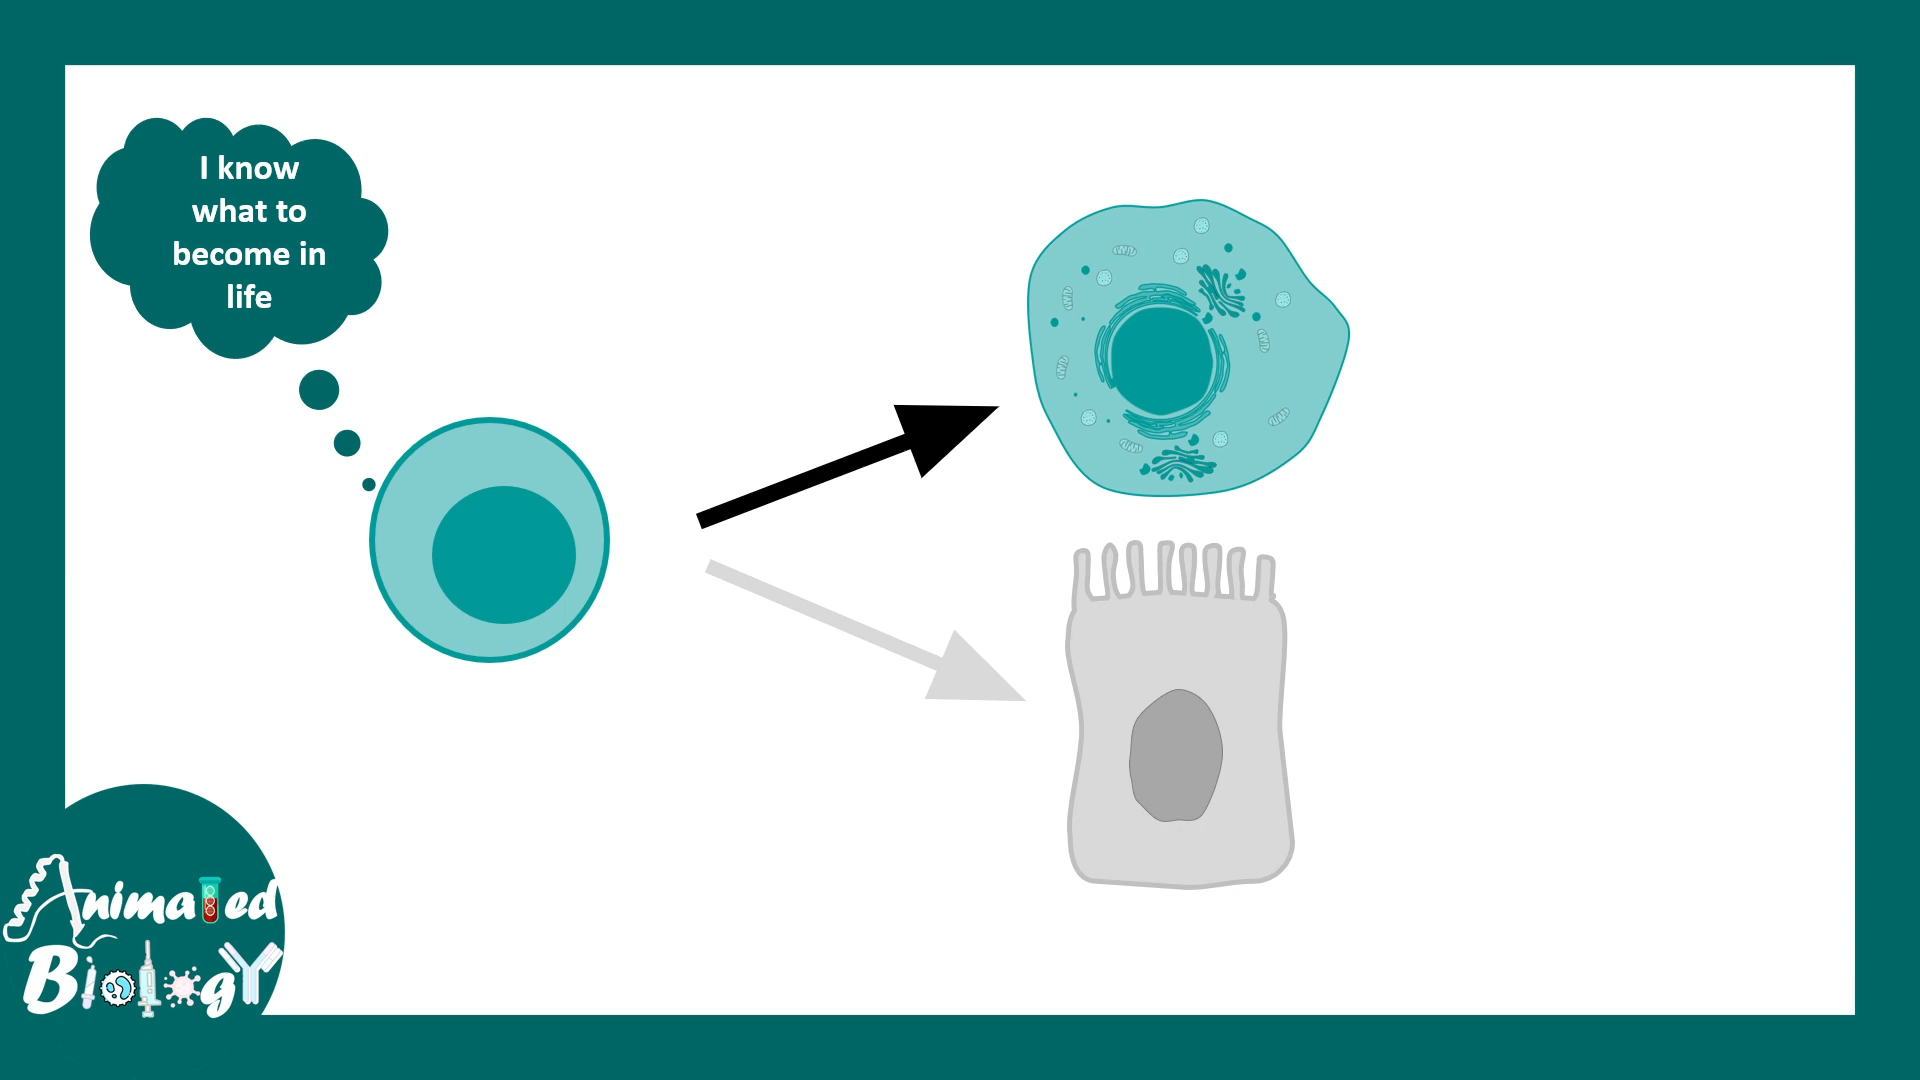 I know
what to
become in
life
Animated
Biology